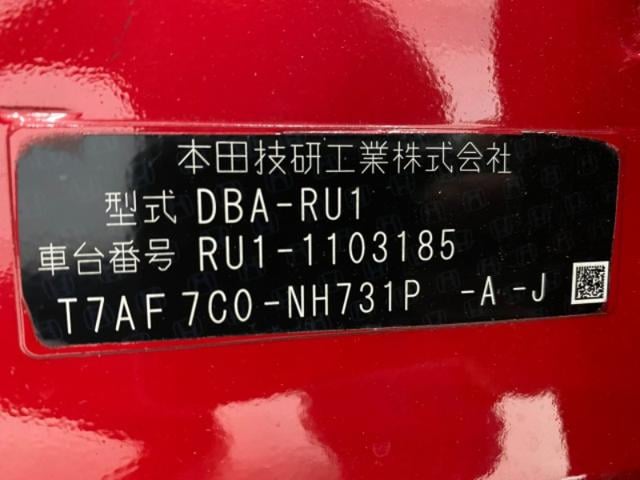 本田技研工業株式会社
型式 DBA-RU1
車台番号 RU1-1103185
T7AF 7C0-NH731P -A -J